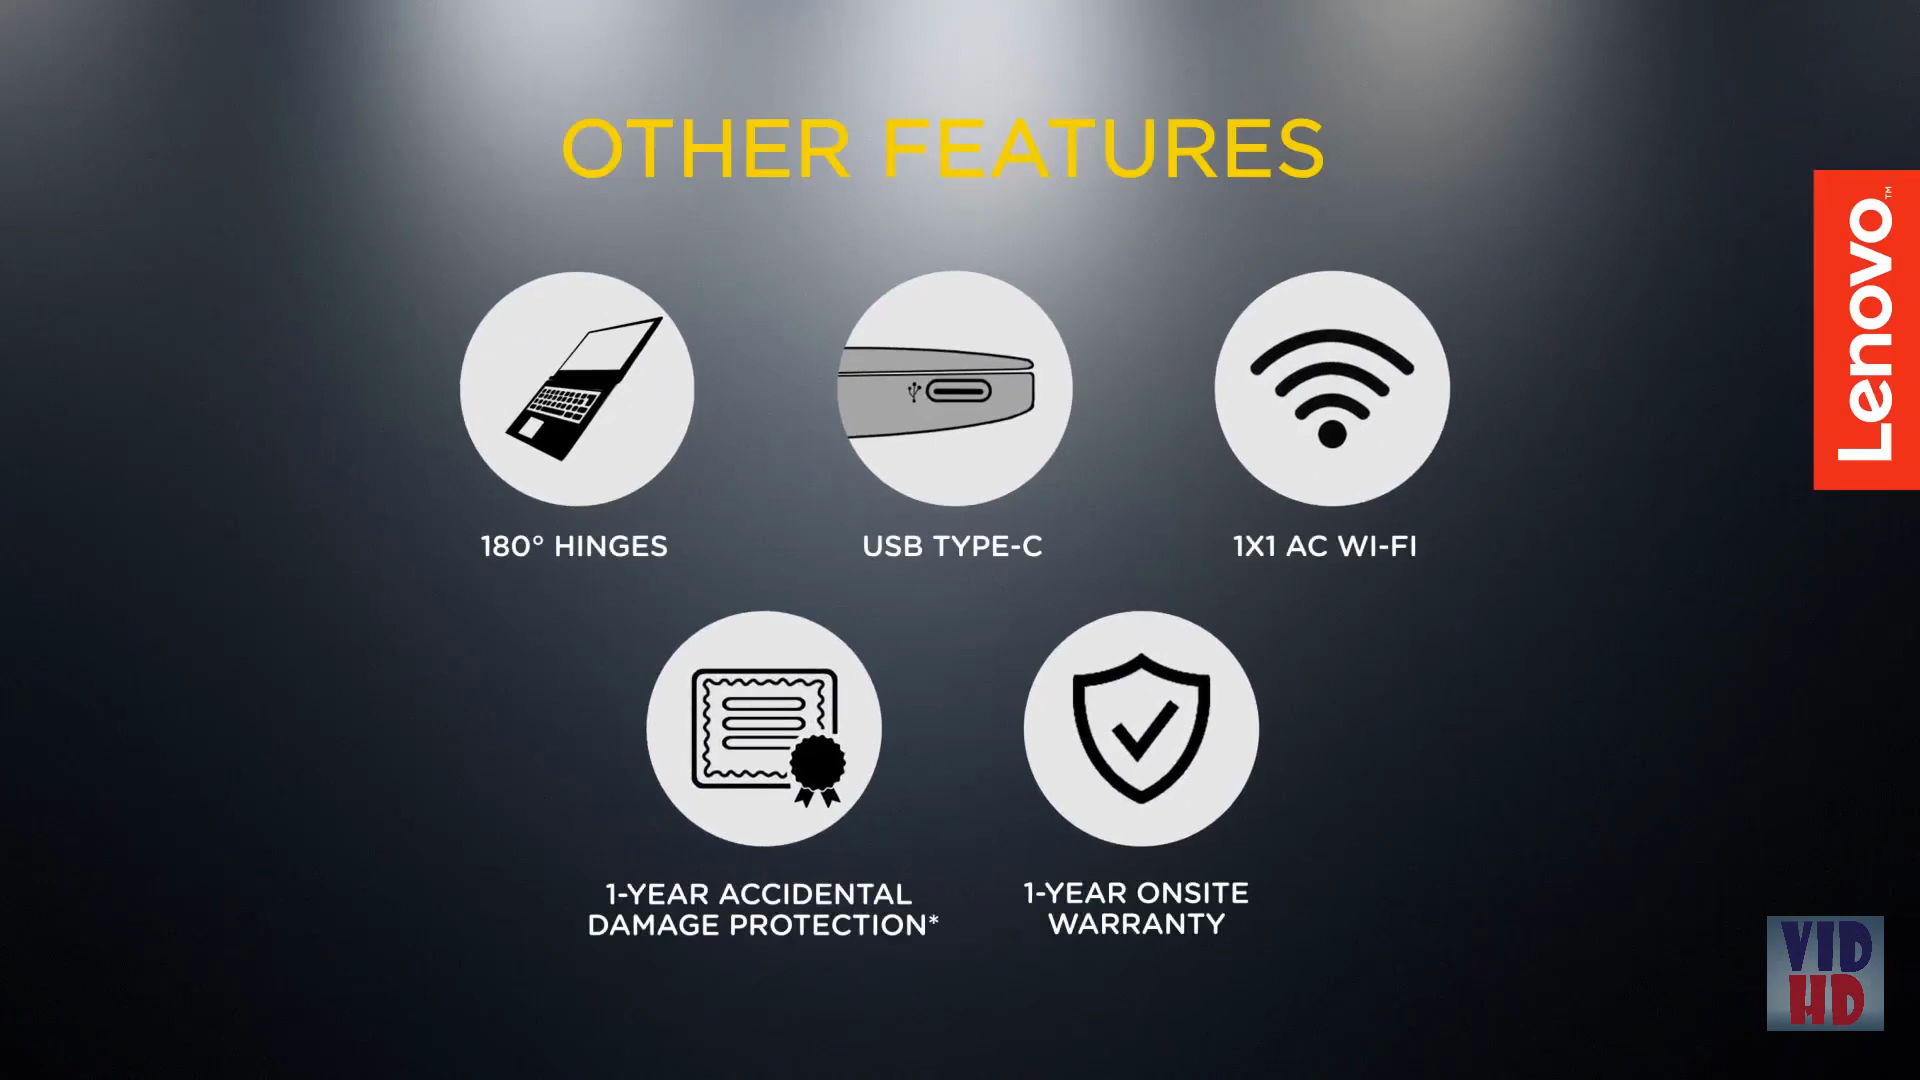 OTHER FEATURES
Lenovo™
180° HINGES
USB TYPE-C
1X1 AC WI-FI
1-YEAR ACCIDENTAL
DAMAGE PROTECTION*
1-YEAR ONSITE
WARRANTY
VID
HD